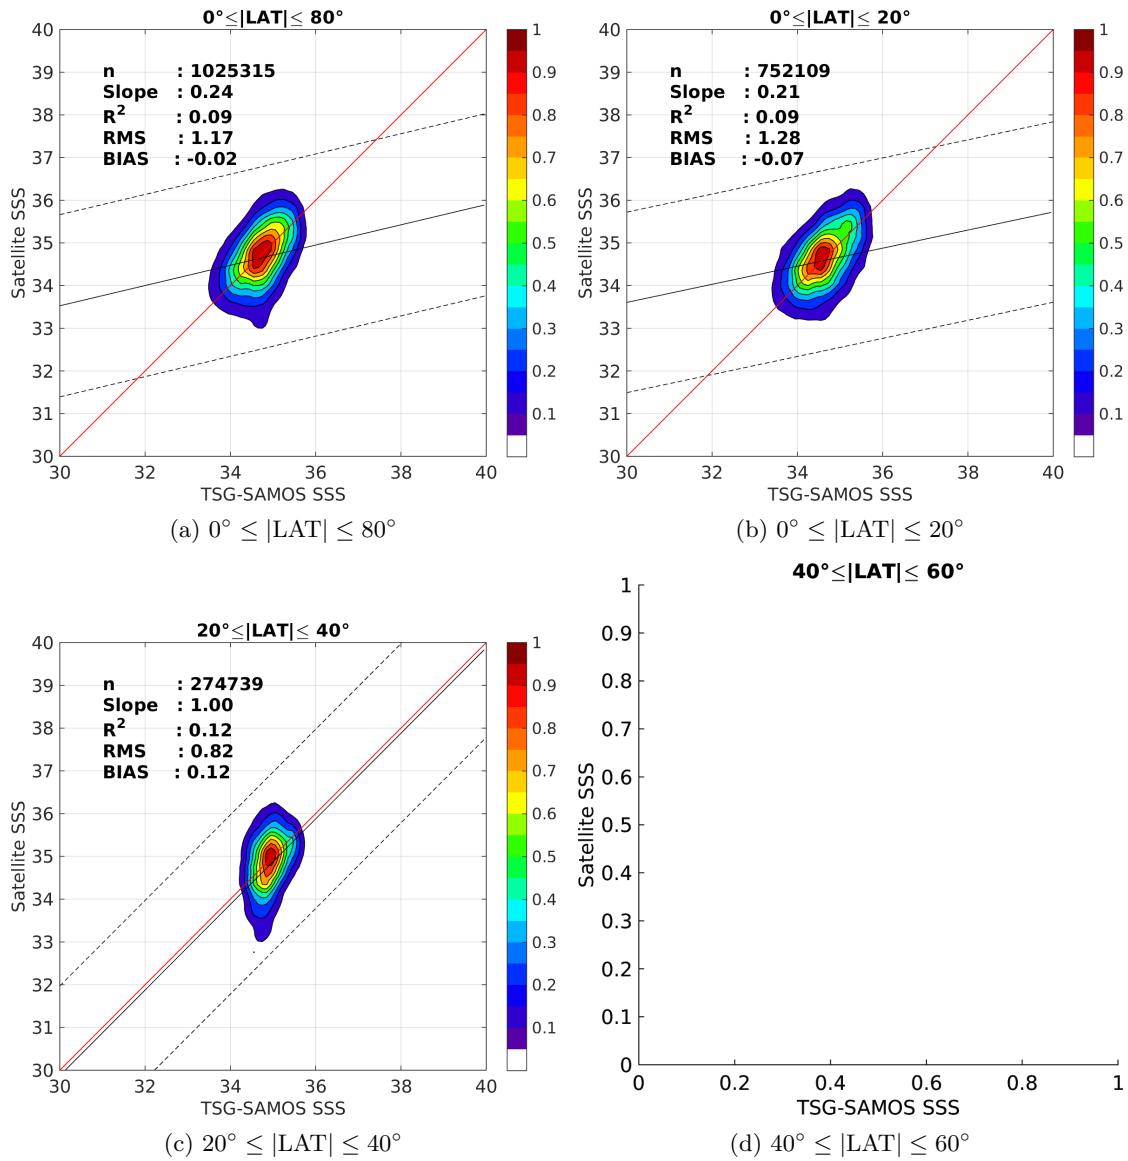 0°≤|LAT|≤ 80°
40
39
38
37
36
35
34
33
32
31
30
30 32 34 36 38 40
Satellite SSS
TSG-SAMOS SSS
n : 1025315
Slope : 0.24
R² : 0.09
RMS : 1.17
BIAS : -0.02
1
0.9
0.8
0.7
0.6
0.5
0.4
0.3
0.2
0.1
(a) 0° ≤ |LAT| ≤ 80°
0°≤|LAT|≤ 20°
40
39
38
37
36
35
34
33
32
31
30
30 32 34 36 38 40
Satellite SSS
TSG-SAMOS SSS
n : 752109
Slope : 0.21
R² : 0.09
RMS : 1.28
BIAS : -0.07
1
0.9
0.8
0.7
0.6
0.5
0.4
0.3
0.2
0.1
(b) 0° ≤ |LAT| ≤ 20°
20°≤|LAT|≤ 40°
40
39
38
37
36
35
34
33
32
31
30
30 32 34 36 38 40
Satellite SSS
TSG-SAMOS SSS
n : 274739
Slope : 1.00
R² : 0.12
RMS : 0.82
BIAS : 0.12
1
0.9
0.8
0.7
0.6
0.5
0.4
0.3
0.2
0.1
(c) 20° ≤ |LAT| ≤ 40°
40°≤|LAT|≤ 60°
1
0.9
0.8
0.7
0.6
0.5
0.4
0.3
0.2
0.1
0
0 0.2 0.4 0.6 0.8 1
Satellite SSS
TSG-SAMOS SSS
(d) 40° ≤ |LAT| ≤ 60°